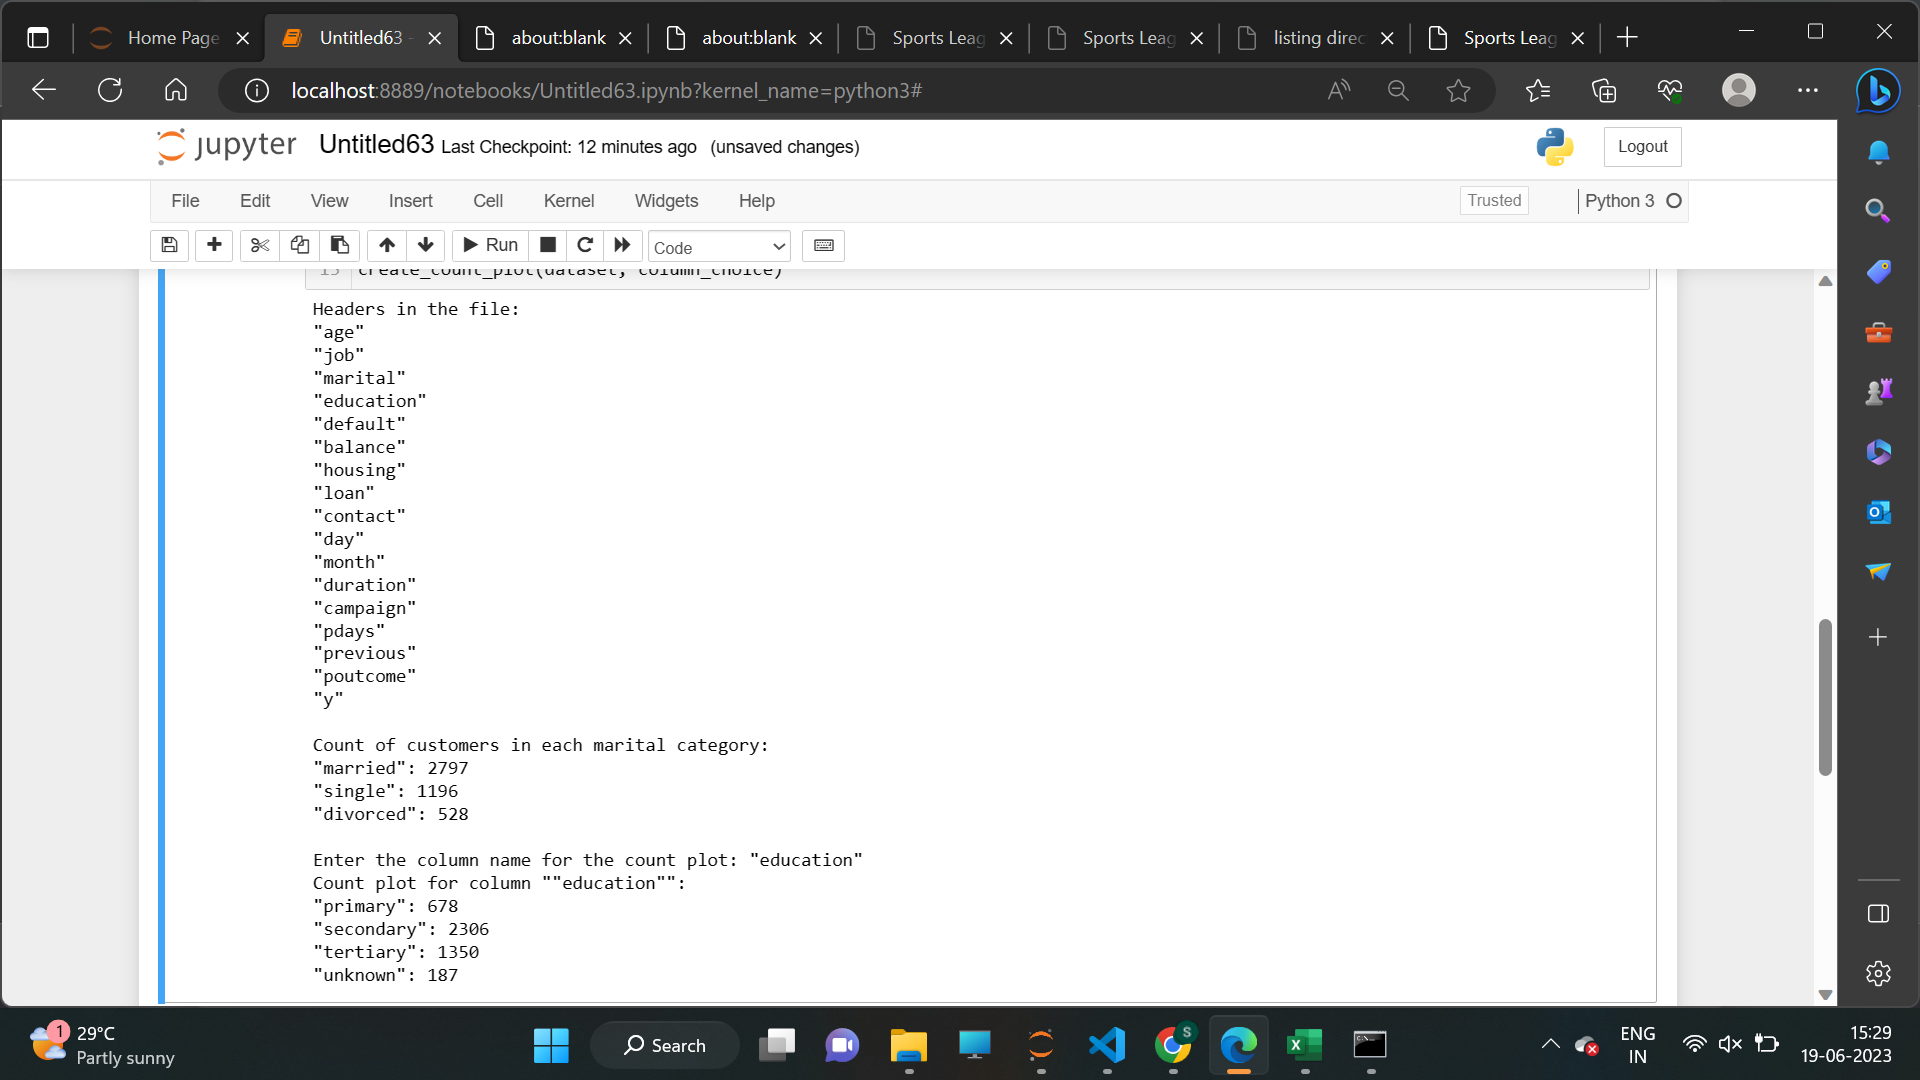 Home Page
Untitled63 -
about:blank
about:blank
Sports Leag
Sports Leag
listing direc
Sports Leag
localhost:8889/notebooks/Untitled63.ipynb?kernel_name=python3#
jupyter Untitled63 Last Checkpoint: 12 minutes ago (unsaved changes)
Logout
File Edit View Insert Cell Kernel Widgets Help
Trusted
Python 3
Run
Code
15 create_count_plot(dataset, column_choice)
Headers in the file:
"age"
"job"
"marital"
"education"
"default"
"balance"
"housing"
"loan"
"contact"
"day"
"month"
"duration"
"campaign"
"pdays"
"previous"
"poutcome"
"y"
Count of customers in each marital category:
"married": 2797
"single": 1196
"divorced": 528
Enter the column name for the count plot: "education"
Count plot for column ""education"":
"primary": 678
"secondary": 2306
"tertiary": 1350
"unknown": 187
1
29°C
Partly sunny
Search
S
ENG
IN
15:29
19-06-2023